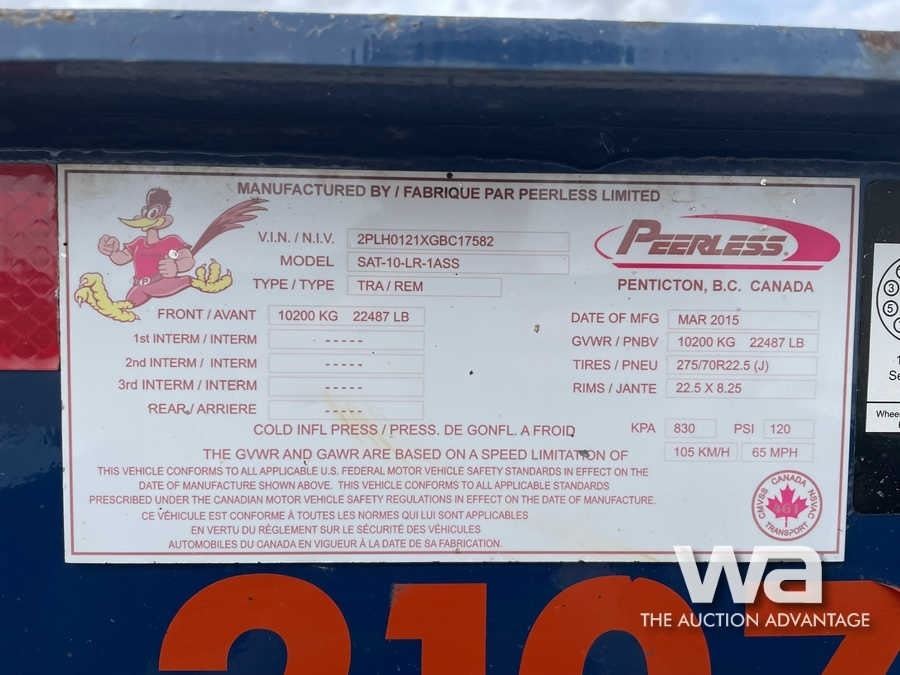 MANUFACTURED BY / FABRIQUE PAR PEERLESS LIMITED
V.I.N. / N.I.V. 2PLH0121XGBC17582
MODEL SAT-10-LR-1ASS
TYPE / TYPE TRA / REM
PEERLESS.
PENTICTON, B.C. CANADA
FRONT / AVANT 10200 KG 22487 LB
1st INTERM / INTERM - - - - -
2nd INTERM / INTERM - - - - -
3rd INTERM / INTERM - - - - -
REAR / ARRIERE - - - - -
DATE OF MFG MAR 2015
GVWR / PNBV 10200 KG 22487 LB
TIRES / PNEU 275/70R22.5 (J)
RIMS / JANTE 22.5 X 8.25
COLD INFL PRESS / PRESS. DE GONFL. A FROID KPA 830 PSI 120
THE GVWR AND GAWR ARE BASED ON A SPEED LIMITATION OF 105 KM/H 65 MPH
THIS VEHICLE CONFORMS TO ALL APPLICABLE U.S. FEDERAL MOTOR VEHICLE SAFETY STANDARDS IN EFFECT ON THE
DATE OF MANUFACTURE SHOWN ABOVE. THIS VEHICLE CONFORMS TO ALL APPLICABLE STANDARDS
PRESCRIBED UNDER THE CANADIAN MOTOR VEHICLE SAFETY REGULATIONS IN EFFECT ON THE DATE OF MANUFACTURE.
CE VÉHICULE EST CONFORME À TOUTES LES NORMES QUI LUI SONT APPLICABLES
EN VERTU DU RÈGLEMENT SUR LE SÉCURITÉ DES VÉHICULES
AUTOMOBILES DU CANADA EN VIGUEUR À LA DATE DE SA FABRICATION.
CANADA
CMVSS NSVAC
461
TRANSPORT
3
5
Wheel
2107
wa
THE AUCTION ADVANTAGE